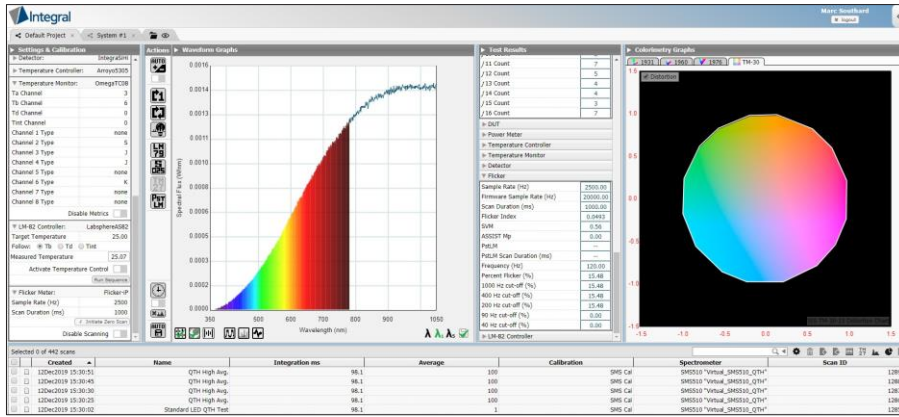 Integral
Marc Southard
logout
Default Project
System #1
Settings & Calibration
Detector: IntegraSint
Temperature Controller: Arroyo5305
Temperature Monitor: OmegaTC08
Ta Channel 3
Tb Channel 6
Td Channel 0
Tint Channel 0
Channel 1 Type none
Channel 2 Type S
Channel 3 Type J
Channel 4 Type J
Channel 5 Type none
Channel 6 Type K
Channel 7 Type none
Channel 8 Type none
Disable Metrics
LM-82 Controller: LabsphereAS82
Target Temperature 25.00
Follow: Tb Td Tint
Measured Temperature 25.07
Activate Temperature Control
Run Sequence
Flicker Meter: Flicker-IP
Sample Rate (Hz) 2500
Scan Duration (ms) 1000
Initiate Zero Scan
Disable Scanning
Actions
AUTO
LM
79
PST
LM
AUTO
Waveform Graphs
0.0016
0.0014
0.0013
0.0011
0.0010
0.0008
0.0006
0.0005
0.0003
0.0002
0.0000
Spectral Flux (W/nm)
350 500 600 700 800 900 1050
Wavelength (nm)
Test Results
/11 Count 7
/12 Count 5
/13 Count 4
/14 Count 4
/15 Count 3
/16 Count 7
DUT
Power Meter
Temperature Controller
Temperature Monitor
Detector
Flicker
Sample Rate (Hz) 2500.00
Firmware Sample Rate (Hz) 20000.00
Scan Duration (ms) 1000.00
Flicker Index 0.0493
SVM 0.56
ASSIST Mp 0.00
PstLM --
PstLM Scan Duration (ms) --
Frequency (Hz) 120.00
Percent Flicker (%) 15.48
1000 Hz cut-off (%) 15.48
400 Hz cut-off (%) 15.48
200 Hz cut-off (%) 15.48
90 Hz cut-off (%) 0.00
40 Hz cut-off (%) 0.00
LM-82 Controller
Colorimetry Graphs
1931 1960 1976 TM-30
Distortion
1.5
1.0
0.5
0.0
-0.5
-1.0
-1.5
-1.5 -1.0 -0.5 0.0 0.5 1.0 1.5
Selected 0 of 442 scans
Created Name Integration ms Average Calibration Spectrometer Scan ID
12Dec2019 15:30:51 QTH High Avg. 98.1 100 SMS Cal SMS510 "Virtual_SMS510_QTH"
12Dec2019 15:30:45 QTH High Avg. 98.1 100 SMS Cal SMS510 "Virtual_SMS510_QTH"
12Dec2019 15:30:30 QTH High Avg. 98.1 100 SMS Cal SMS510 "Virtual_SMS510_QTH"
12Dec2019 15:30:25 QTH High Avg. 98.1 100 SMS Cal SMS510 "Virtual_SMS510_QTH"
12Dec2019 15:30:02 Standard LED QTH Test 98.1 1 SMS Cal SMS510 "Virtual_SMS510_QTH"